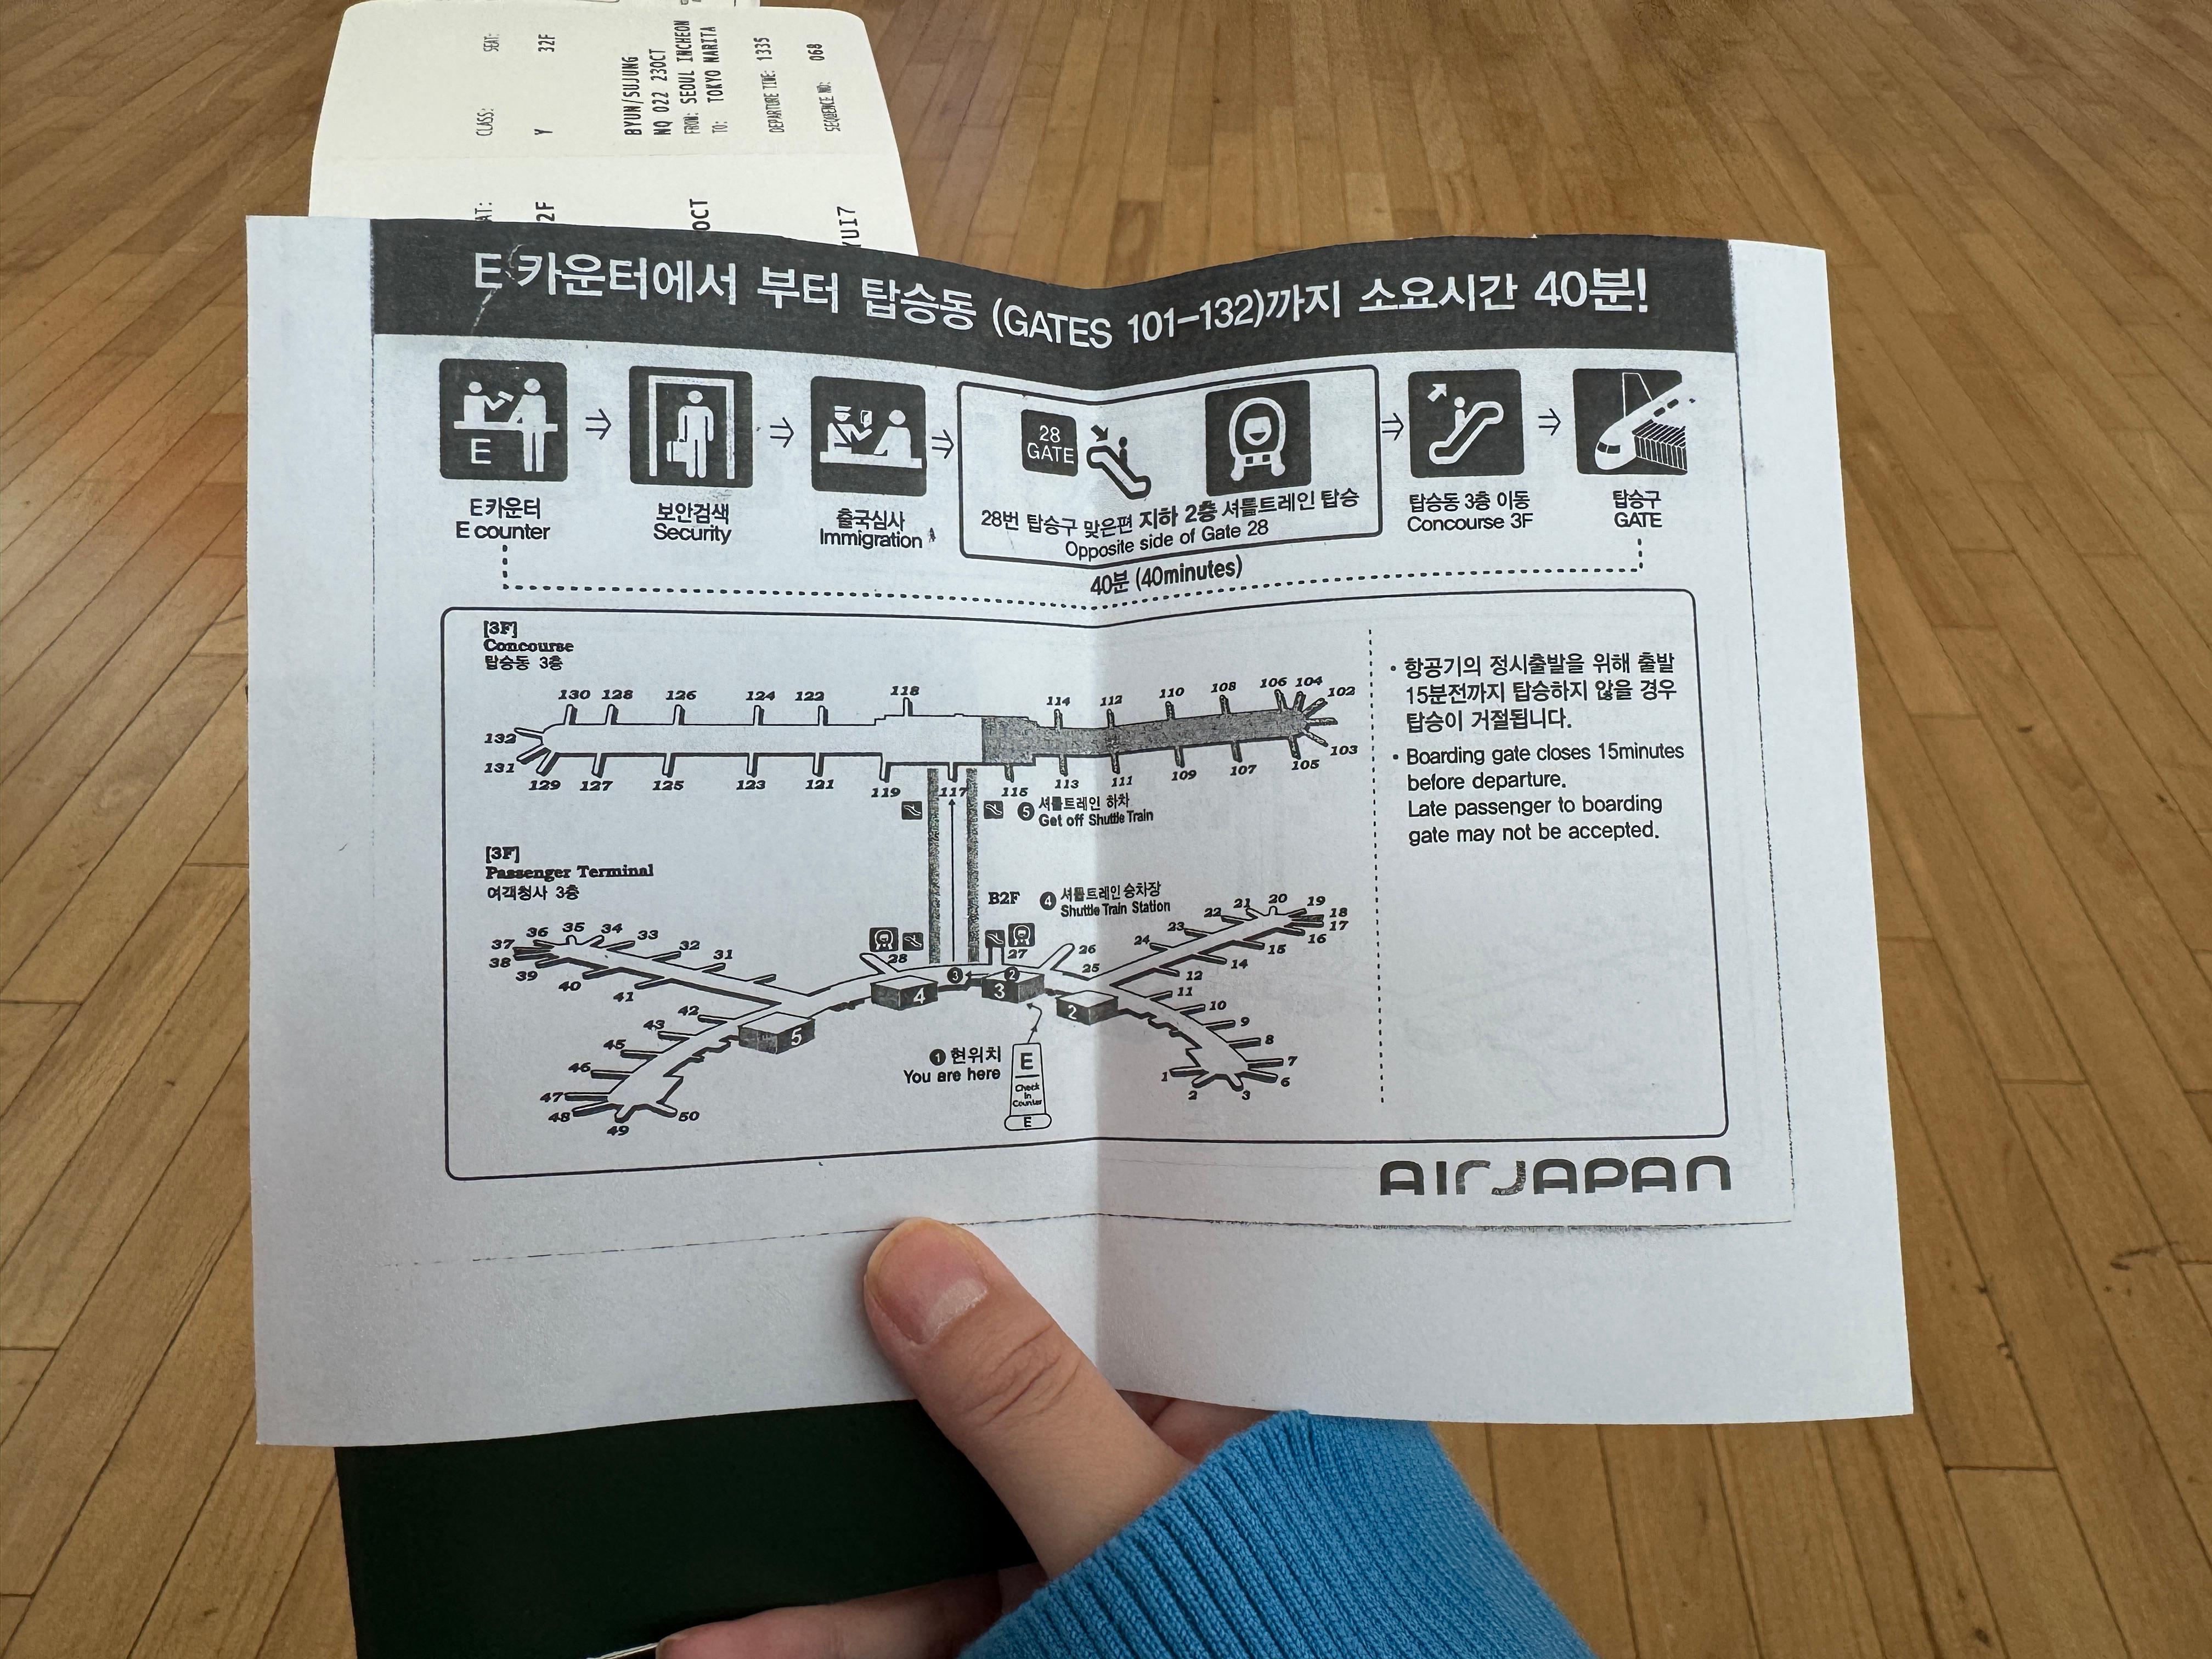 CLASS: SEAT:
Y 32F
BYUN/SUJUNG
NQ 022 23OCT
FROM: SEOUL INCHEON
TO: TOKYO NARITA
DEPARTURE TIME: 1335
SEQUENCE NO: 068
AT:
2F
OCT
YUI7
E 카운터에서 부터 탑승동 (GATES 101-132)까지 소요시간 40분!
E
28
GATE
E카운터
E counter
보안검색
Security
출국심사
Immigration
28번 탑승구 맞은편 지하 2층 셔틀트레인 탑승
Opposite side of Gate 28
탑승동 3층 이동
Concourse 3F
탑승구
GATE
40분 (40minutes)
[3F]
Concourse
탑승동 3층
130 128 126 124 122 118 114 112 110 108 106 104 102
132
131
129 127 125 123 121 119 117 115 113 111 109 107 105 103
5 셔틀트레인 하차
Get off Shuttle Train
[3F]
Passenger Terminal
여객청사 3층
B2F
4 셔틀트레인 승차장
Shuttle Train Station
37 36 35 34 33 32 31 28 27 26 25 24 23 22 21 20 19 18 17
38 39 40 41 16 15 14 12
42 43 45 46 47 48 49 50
11 10 9 8 7 6 3 2 1
5 4 3 2
3 2
1 현위치
You are here
E
Check
In
Counter
E
• 항공기의 정시출발을 위해 출발
15분전까지 탑승하지 않을 경우
탑승이 거절됩니다.
• Boarding gate closes 15minutes
before departure.
Late passenger to boarding
gate may not be accepted.
AIRJAPAN